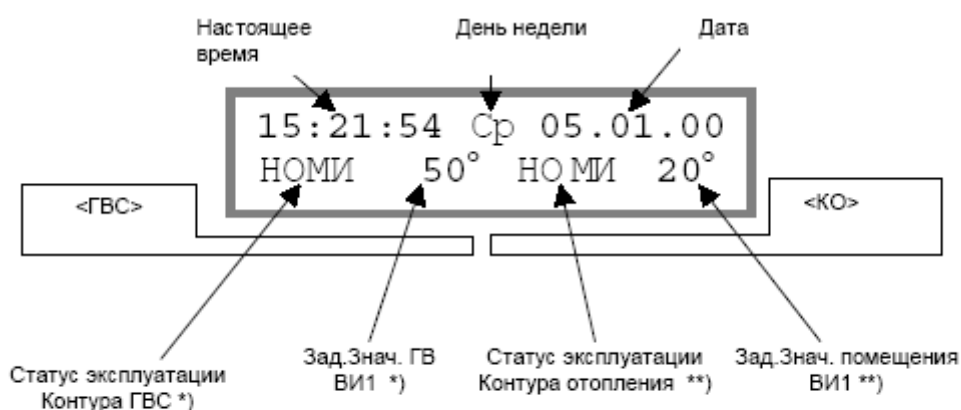 Настоящее время
День недели
Дата
15:21:54 Ср 05.01.00
НОМИ 50° НОМИ 20°
<ГВС>
<КО>
Статус эксплуатации
Контура ГВС *)
Зад.Знач. ГВ
ВИ1 *)
Статус эксплуатации
Контура отопления **)
Зад.Знач. помещения
ВИ1 **)